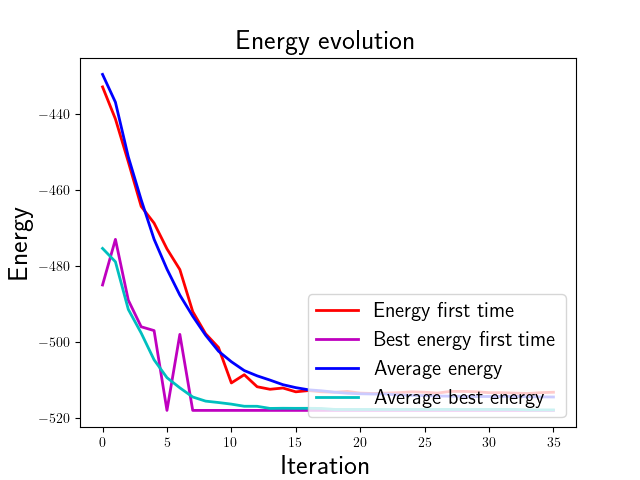 Energy evolution
Energy
−440
−460
−480
−500
−520
Energy first time
Best energy first time
Average energy
Average best energy
0 5 10 15 20 25 30 35
Iteration